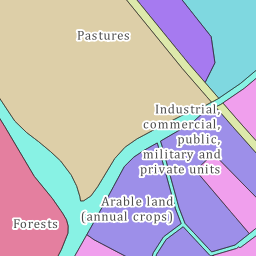 Pastures
Industrial,
commercial,
public,
military and
private units
Arable land
(annual crops)
Forests